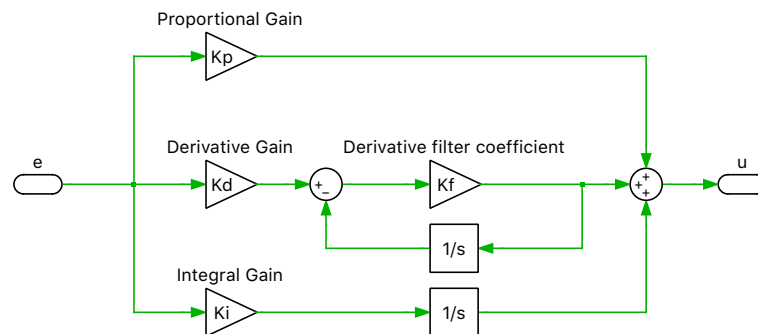 Proportional Gain
Kp
e
Derivative Gain
Kd
+
−
Derivative filter coefficient
Kf
+
+
+
u
1/s
Integral Gain
Ki
1/s